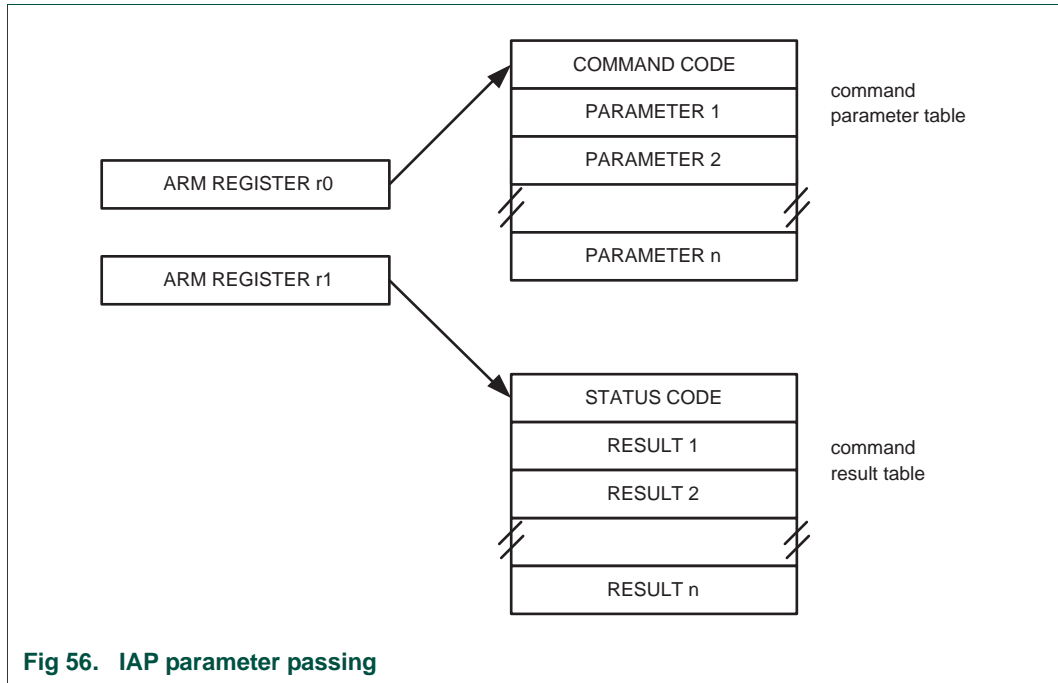 COMMAND CODE
PARAMETER 1
command
parameter table
PARAMETER 2
ARM REGISTER r0
PARAMETER n
ARM REGISTER r1
STATUS CODE
RESULT 1
command
result table
RESULT 2
RESULT n
Fig 56. IAP parameter passing